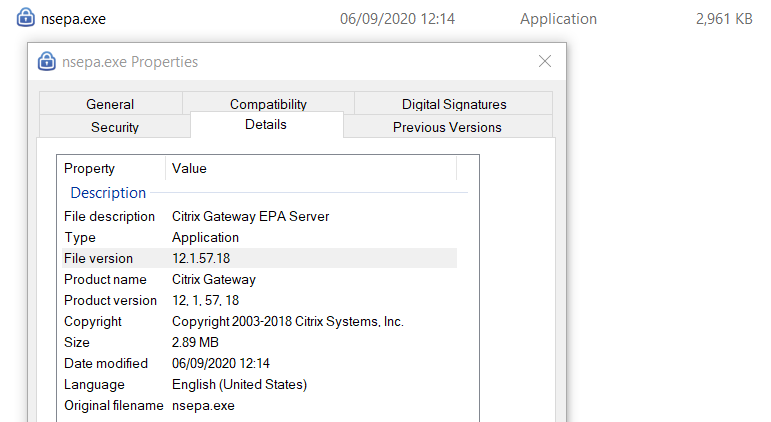 nsepa.exe 06/09/2020 12:14 Application 2,961 KB
nsepa.exe Properties
General Compatibility Digital Signatures
Security Details Previous Versions
Property Value
Description
File description Citrix Gateway EPA Server
Type Application
File version 12.1.57.18
Product name Citrix Gateway
Product version 12, 1, 57, 18
Copyright Copyright 2003-2018 Citrix Systems, Inc.
Size 2.89 MB
Date modified 06/09/2020 12:14
Language English (United States)
Original filename nsepa.exe